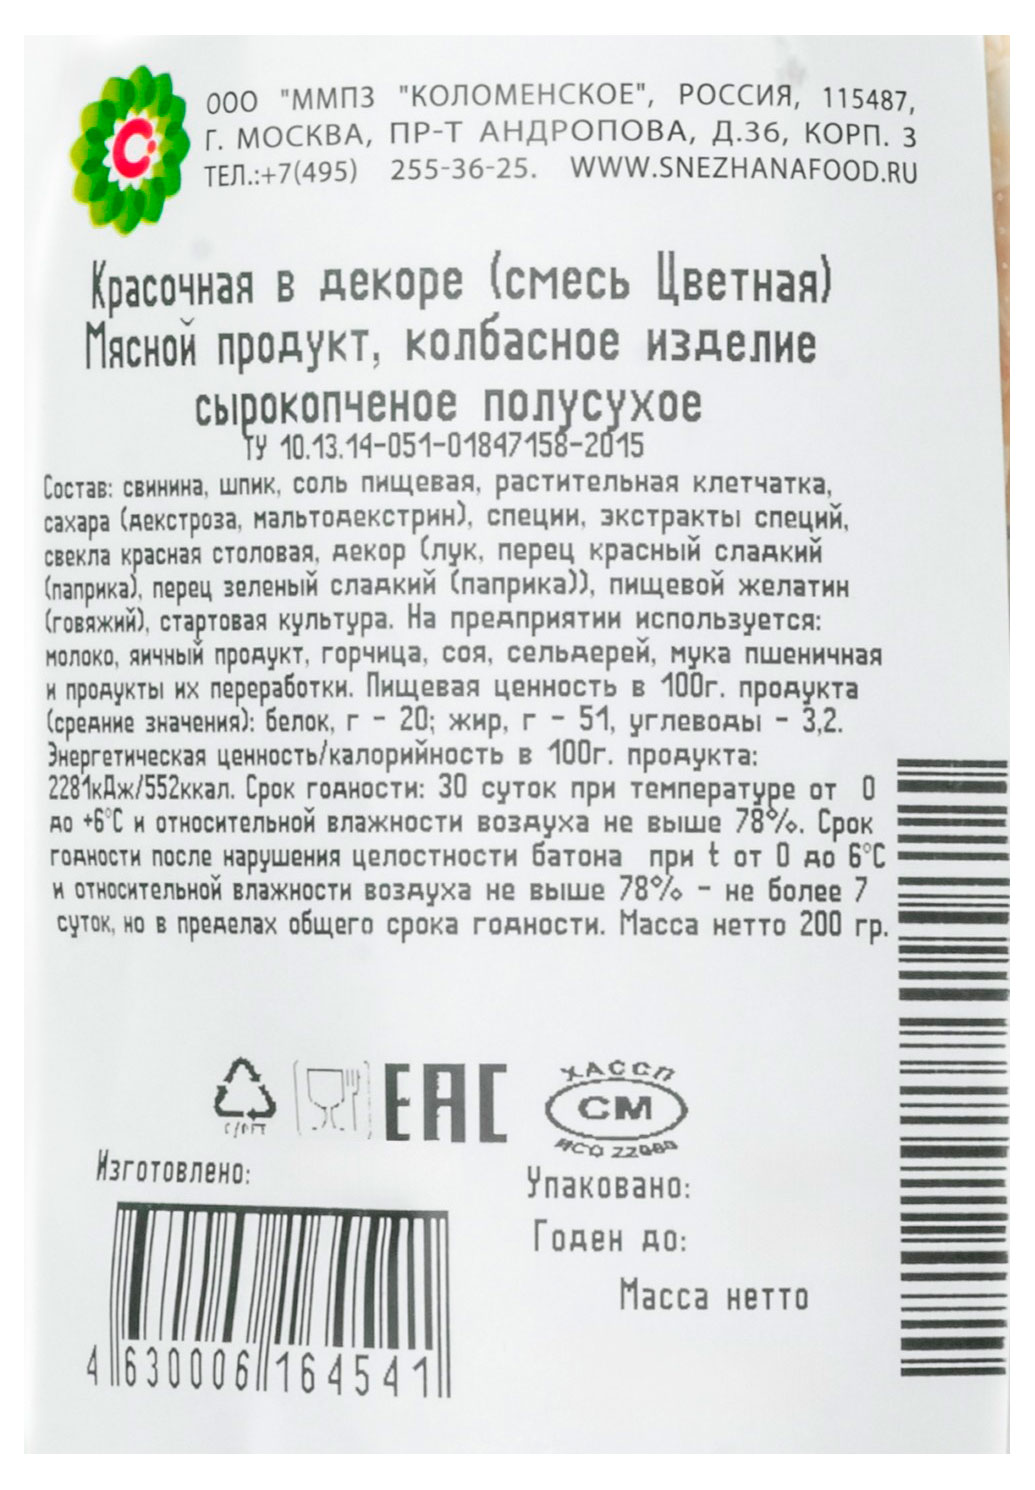 С
ООО "ММПЗ "КОЛОМЕНСКОЕ", РОССИЯ, 115487,
Г. МОСКВА, ПР-Т АНДРОПОВА, Д.36, КОРП. 3
ТЕЛ.:+7(495) 255-36-25. WWW.SNEZHANAFOOD.RU
Красочная в декоре (смесь Цветная)
Мясной продукт, колбасное изделие
сырокопченое полусухое
ТУ 10.13.14-051-01847158-2015
Состав: свинина, шпик, соль пищевая, растительная клетчатка,
сахара (декстроза, мальтодекстрин), специи, экстракты специй,
свекла красная столовая, декор (лук, перец красный сладкий
(паприка), перец зеленый сладкий (паприка)), пищевой желатин
(говяжий), стартовая культура. На предприятии используется:
молоко, яичный продукт, горчица, соя, сельдерей, мука пшеничная
и продукты их переработки. Пищевая ценность в 100г. продукта
(средние значения): белок, г - 20; жир, г - 51, углеводы - 3,2.
Энергетическая ценность/калорийность в 100г. продукта:
2281кДж/552ккал. Срок годности: 30 суток при температуре от 0
до +6°С и относительной влажности воздуха не выше 78%. Срок
годности после нарушения целостности батона при t от 0 до 6°С
и относительной влажности воздуха не выше 78% - не более 7
суток, но в пределах общего срока годности. Масса нетто 200 гр.
ЕАС
ХАССП
СМ
ИСО 22000
Изготовлено:
Упаковано:
Годен до:
Масса нетто
4 630006 164541